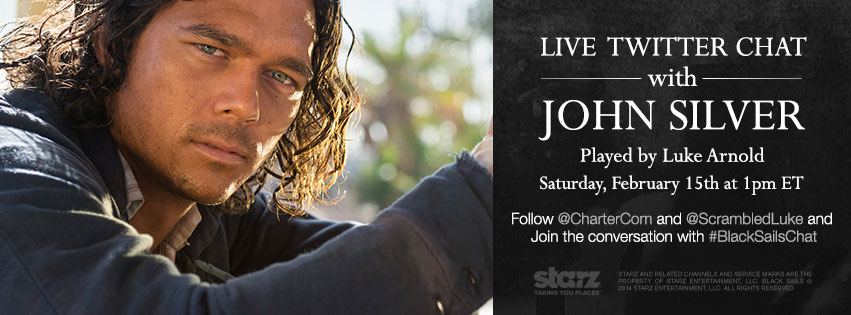 LIVE TWITTER CHAT
with
JOHN SILVER
Played by Luke Arnold
Saturday, February 15th at 1pm ET
Follow @CharterCom and @ScrambledLuke and
Join the conversation with #BlackSailsChat
starz
TAKING YOU PLACES
STARZ AND RELATED CHANNELS AND SERVICE MARKS ARE THE
PROPERTY OF STARZ ENTERTAINMENT, LLC. BLACK SAILS ©
2014 STARZ ENTERTAINMENT, LLC. ALL RIGHTS RESERVED